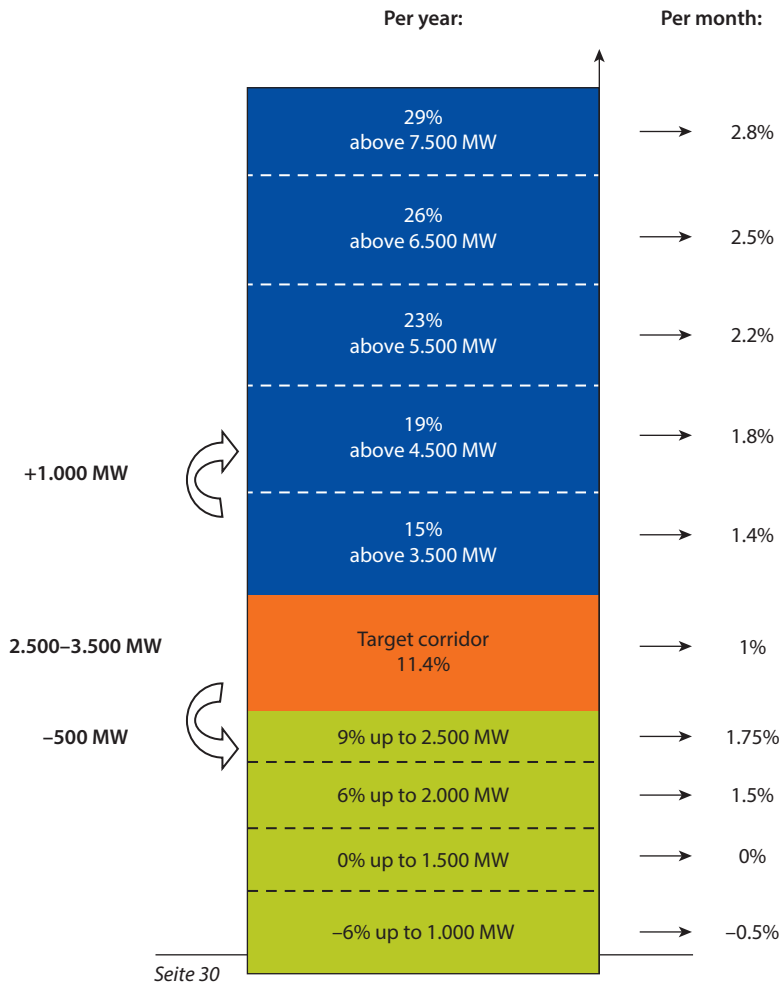 Per year:
Per month:
29%
above 7.500 MW
2.8%
26%
above 6.500 MW
2.5%
23%
above 5.500 MW
2.2%
19%
above 4.500 MW
1.8%
+1.000 MW
15%
above 3.500 MW
1.4%
2.500–3.500 MW
Target corridor
11.4%
1%
–500 MW
9% up to 2.500 MW
1.75%
6% up to 2.000 MW
1.5%
0% up to 1.500 MW
0%
–6% up to 1.000 MW
–0.5%
Seite 30